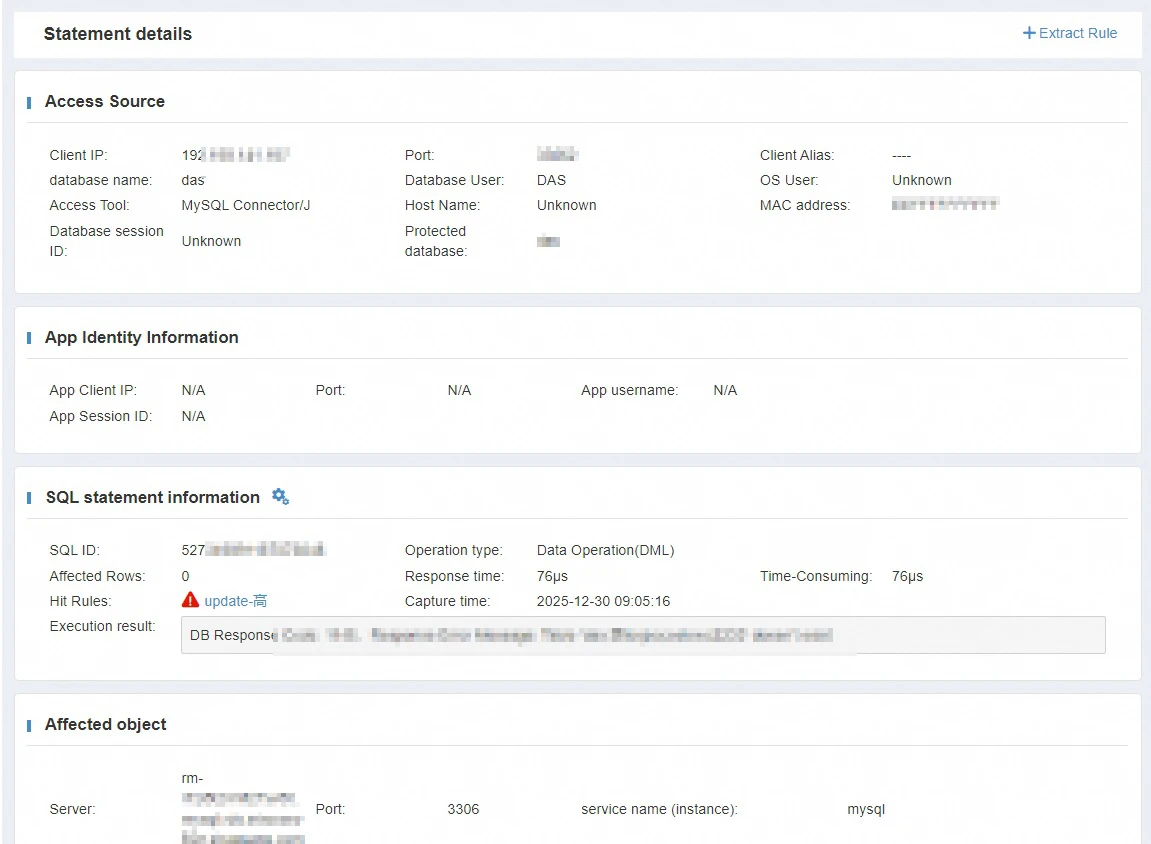 Statement details
Extract Rule
Access Source
Client IP: 192 Port: Client Alias: ----
database name: das Database User: DAS OS User: Unknown
Access Tool: MySQL Connector/J Host Name: Unknown MAC address:
Database session ID: Unknown Protected database:
App Identity Information
App Client IP: N/A Port: N/A App username: N/A
App Session ID: N/A
SQL statement information
SQL ID: 527 Operation type: Data Operation(DML)
Affected Rows: 0 Response time: 76μs Time-Consuming: 76μs
Hit Rules: update-高 Capture time: 2025-12-30 09:05:16
Execution result: DB Response
Affected object
rm-
Server: Port: 3306 service name (instance): mysql